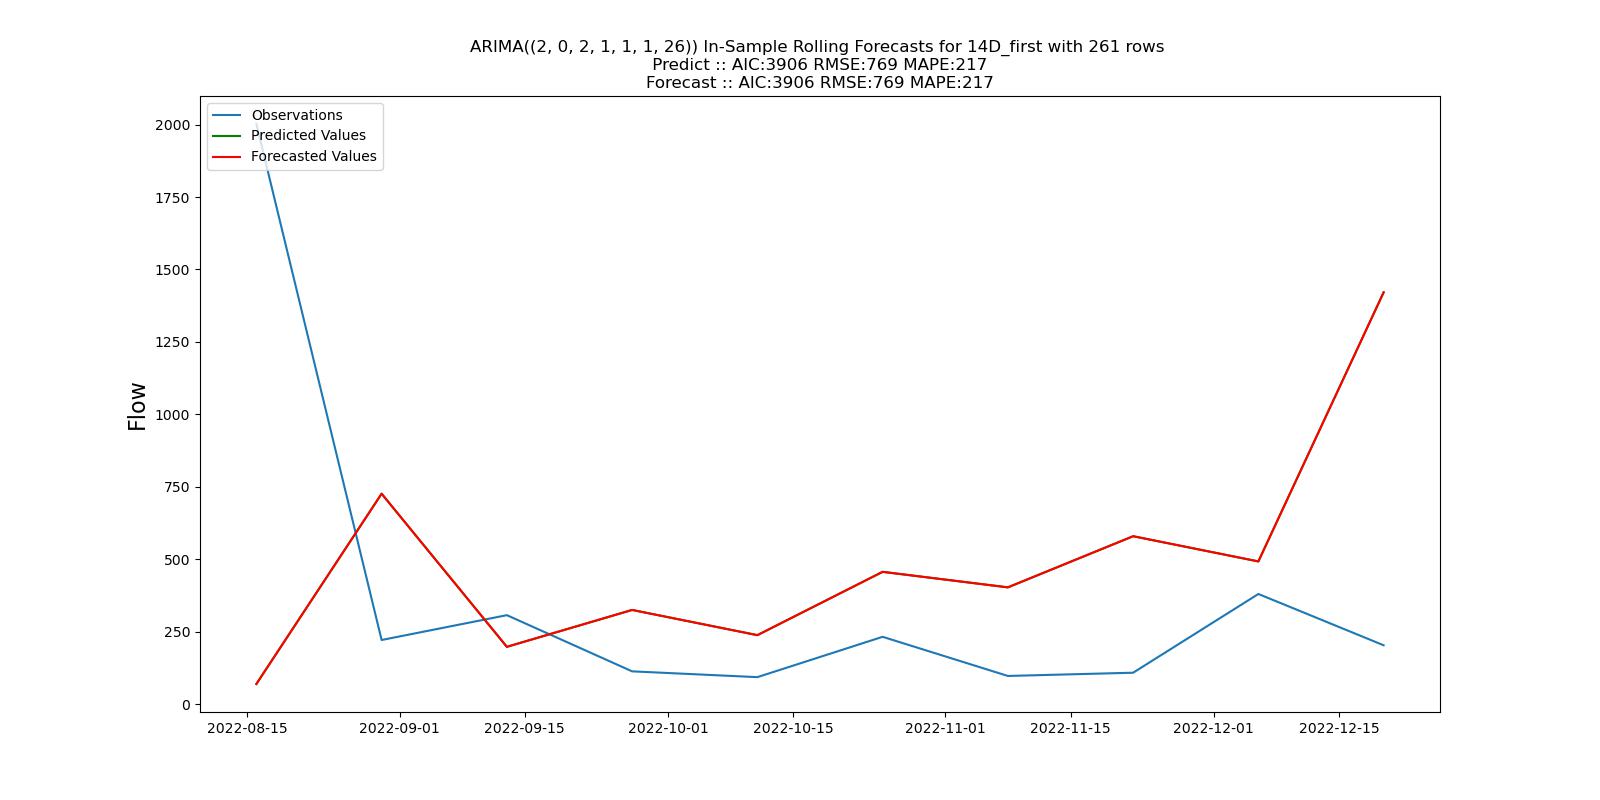 ARIMA((2, 0, 2, 1, 1, 1, 26)) In-Sample Rolling Forecasts for 14D_first with 261 rows
Predict :: AIC:3906 RMSE:769 MAPE:217
Forecast :: AIC:3906 RMSE:769 MAPE:217
Observations
Predicted Values
Forecasted Values
2000
1750
1500
1250
1000
750
500
250
0
Flow
2022-08-15 2022-09-01 2022-09-15 2022-10-01 2022-10-15 2022-11-01 2022-11-15 2022-12-01 2022-12-15